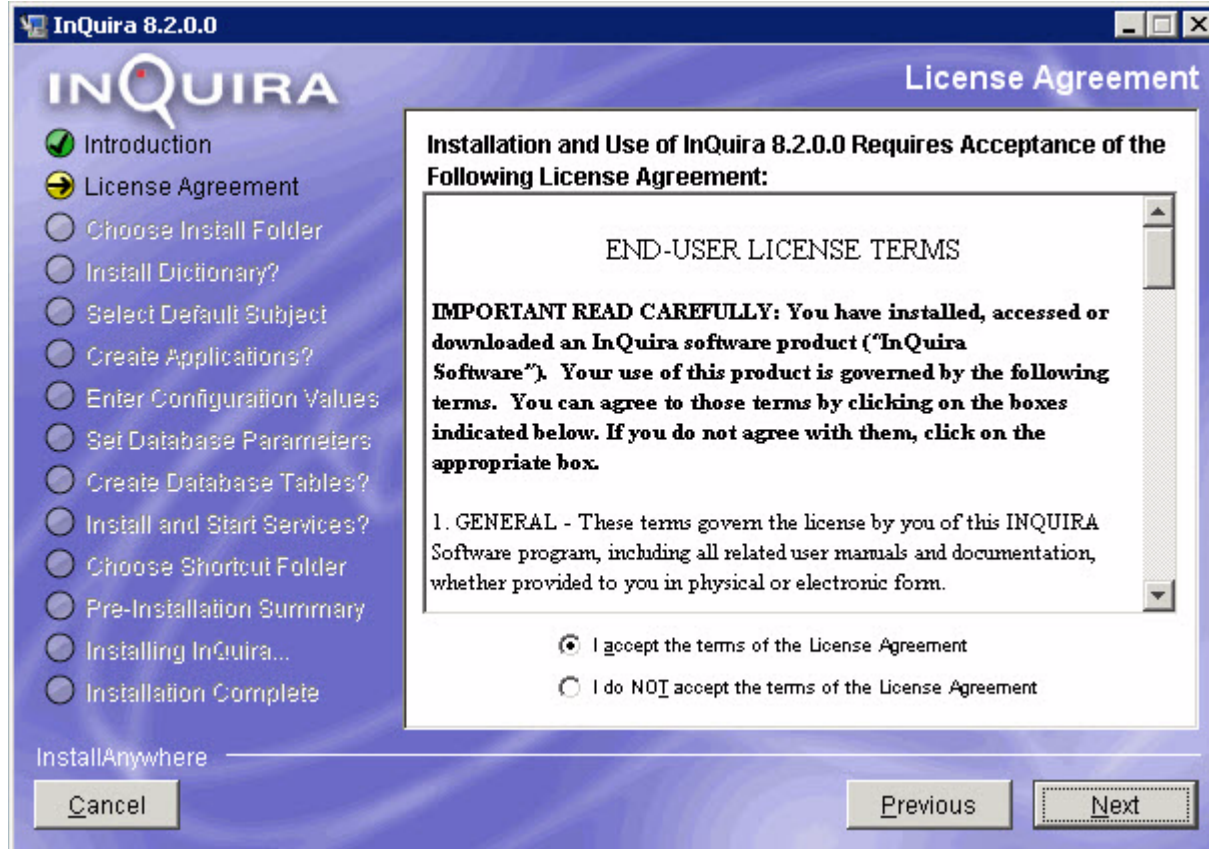 InQuira 8.2.0.0
INQUIRA
License Agreement
Introduction
License Agreement
Choose Install Folder
Install Dictionary?
Select Default Subject
Create Applications?
Enter Configuration Values
Set Database Parameters
Create Database Tables?
Install and Start Services?
Choose Shortcut Folder
Pre-Installation Summary
Installing InQuira...
Installation Complete
Installation and Use of InQuira 8.2.0.0 Requires Acceptance of the
Following License Agreement:
END-USER LICENSE TERMS
IMPORTANT READ CAREFULLY: You have installed, accessed or
downloaded an InQuira software product (“InQuira
Software”).  Your use of this product is governed by the following
terms.  You can agree to those terms by clicking on the boxes
indicated below. If you do not agree with them, click on the
appropriate box.
1. GENERAL - These terms govern the license by you of this INQUIRA
Software program, including all related user manuals and documentation,
whether provided to you in physical or electronic form.
I accept the terms of the License Agreement
I do NOT accept the terms of the License Agreement
InstallAnywhere
Cancel
Previous
Next